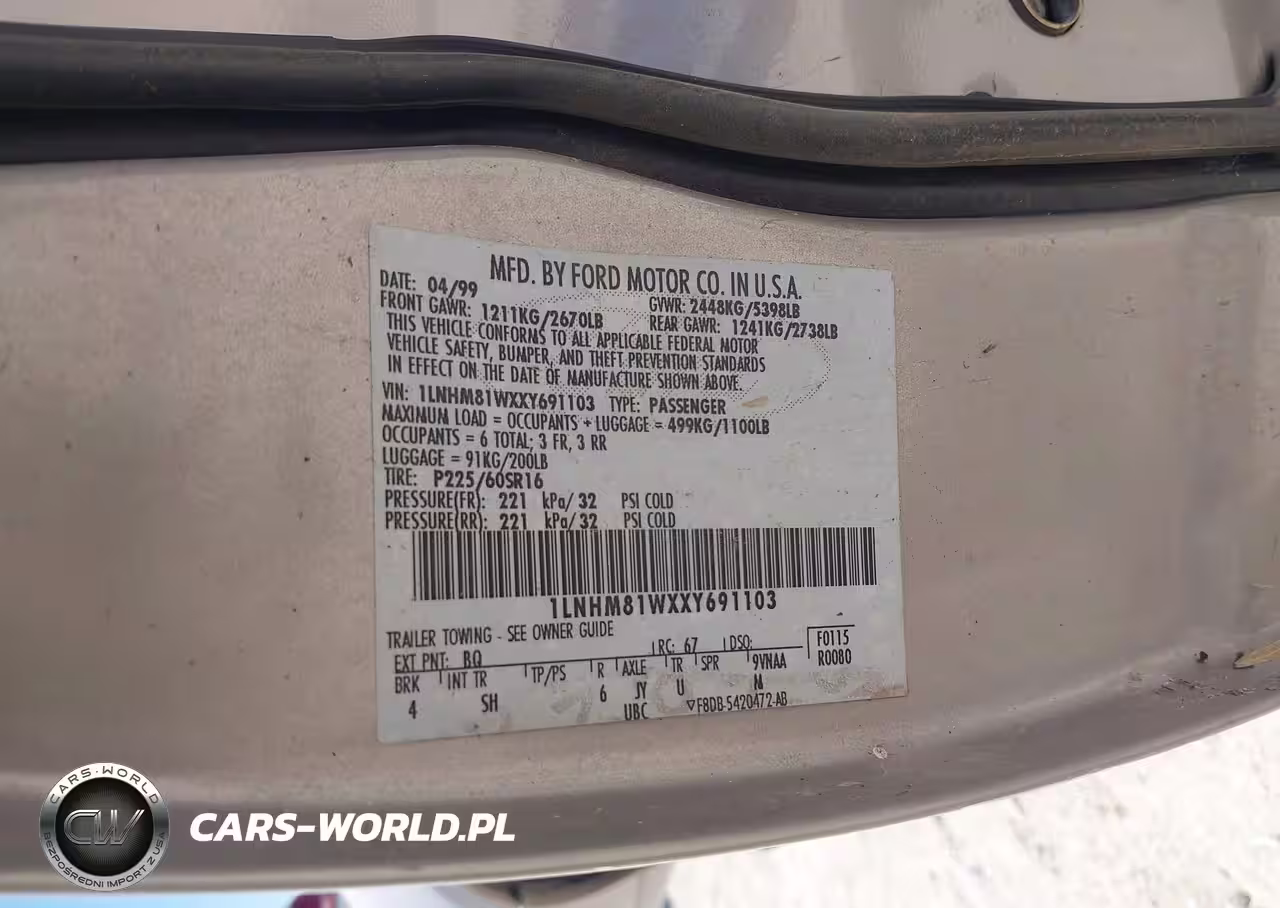 MFD. BY FORD MOTOR CO. IN U.S.A.
DATE: 04/99 GVWR: 2448KG/5398LB
FRONT GAWR: 1211KG/2670LB REAR GAWR: 1241KG/2738LB
THIS VEHICLE CONFORMS TO ALL APPLICABLE FEDERAL MOTOR
VEHICLE SAFETY, BUMPER, AND THEFT PREVENTION STANDARDS
IN EFFECT ON THE DATE OF MANUFACTURE SHOWN ABOVE.
VIN: 1LNHM81WXXY691103 TYPE: PASSENGER
MAXIMUM LOAD = OCCUPANTS + LUGGAGE = 499KG/1100LB
OCCUPANTS = 6 TOTAL; 3 FR, 3 RR
LUGGAGE = 91KG/200LB
TIRE: P225/60SR16
PRESSURE(FR): 221 kPa/ 32 PSI COLD
PRESSURE(RR): 221 kPa/ 32 PSI COLD
1LNHM81WXXY691103
TRAILER TOWING - SEE OWNER GUIDE
EXT PNT: BQ RC: 67 DSO: F0115
R0080
BRK INT TR TP/PS R AXLE TR SPR 9VNAA
4 SH 6 JY U N
UBC ▽F8DB-5420472-AB
CARS-WORLD
CW
BEZPOŚREDNI IMPORT Z USA
CARS-WORLD.PL